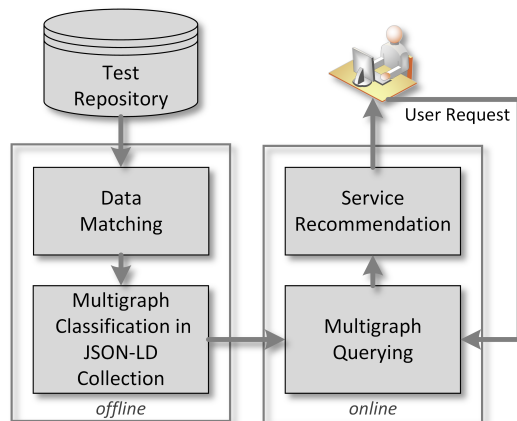 Test
Repository
User Request
Data
Matching
Service
Recommendation
Multigraph
Classification in
JSON-LD
Collection
Multigraph
Querying
offline
online